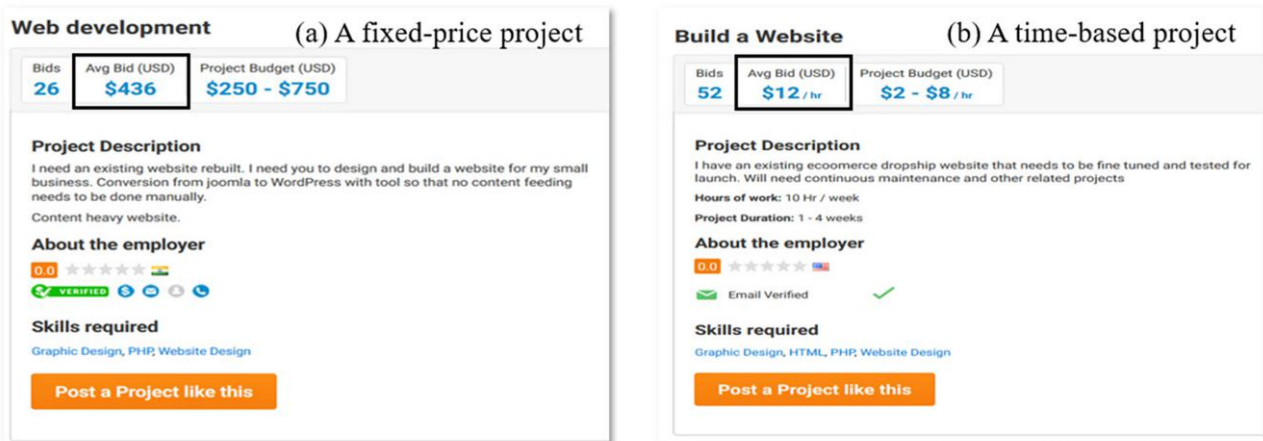 Web development
(a) A fixed-price project
Bids Avg Bid (USD) Project Budget (USD)
26 $436 $250 - $750
Project Description
I need an existing website rebuilt. I need you to design and build a website for my small
business. Conversion from joomla to WordPress with tool so that no content feeding
needs to be done manually.
Content heavy website.
About the employer
0.0
VERIFIED
Skills required
Graphic Design, PHP, Website Design
Post a Project like this
Build a Website
(b) A time-based project
Bids Avg Bid (USD) Project Budget (USD)
52 $12 / hr $2 - $8 / hr
Project Description
I have an existing ecoomerce dropship website that needs to be fine tuned and tested for
launch. Will need continuous maintenance and other related projects
Hours of work: 10 Hr / week
Project Duration: 1 - 4 weeks
About the employer
0.0
Email Verified
Skills required
Graphic Design, HTML, PHP, Website Design
Post a Project like this